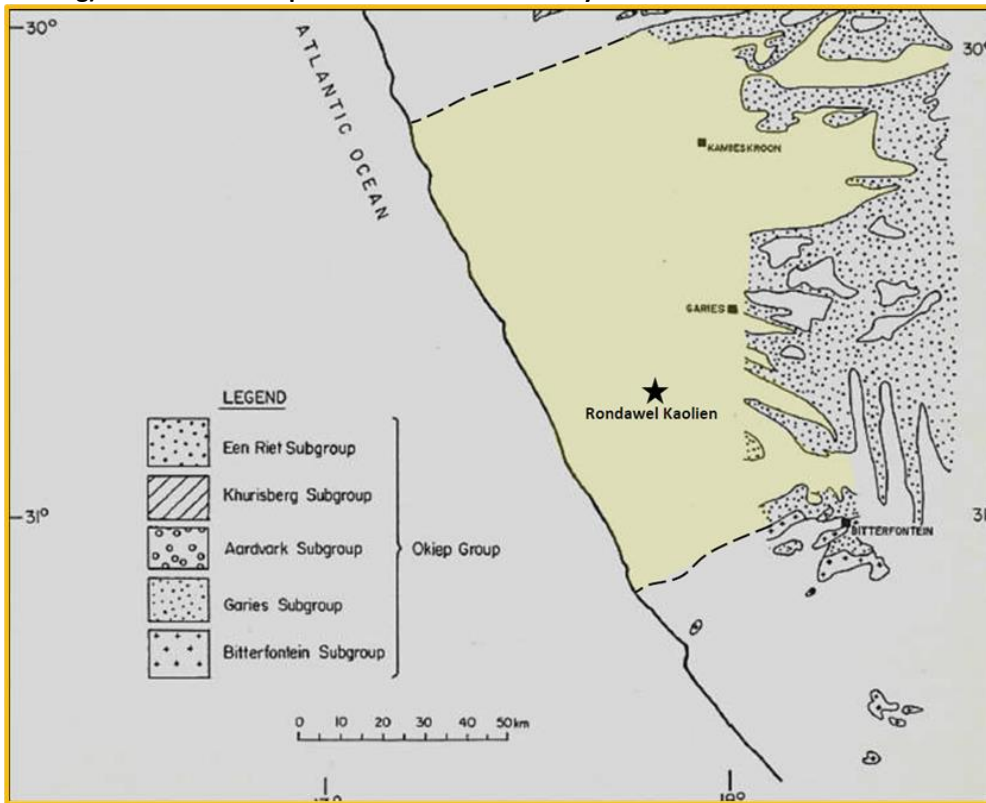 30°
30°
ATLANTIC OCEAN
KAMIESKROON
GARIES
Rondawel Kaolien
LEGEND
Een Riet Subgroup
Khurisberg Subgroup
Aardvark Subgroup
Garies Subgroup
Bitterfontein Subgroup
Okiep Group
31°
BITTERFONTEIN
0 10 20 30 40 50 km